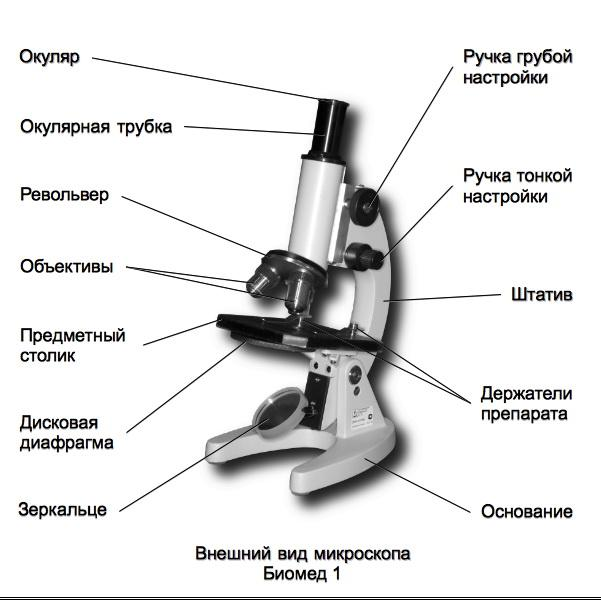 Окуляр
Окулярная трубка
Револьвер
Объективы
Предметный
столик
Дисковая
диафрагма
Зеркальце
Ручка грубой
настройки
Ручка тонкой
настройки
Штатив
Держатели
препарата
Основание
Внешний вид микроскопа
Биомед 1